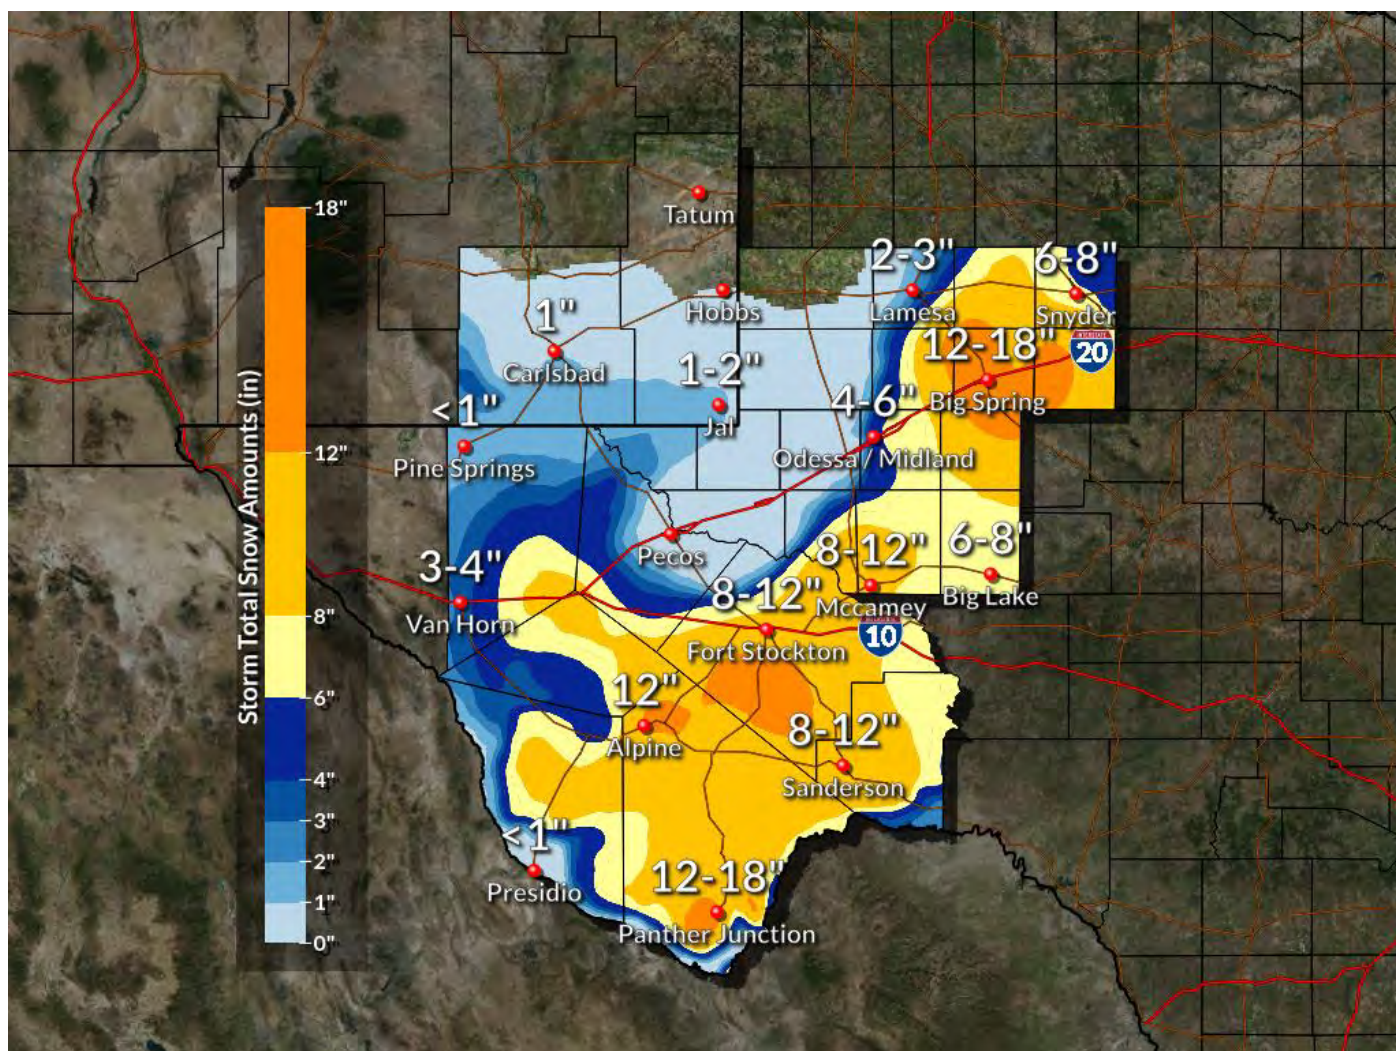 Storm Total Snow Amounts (in)
18"
12"
8"
6"
4"
3"
2"
1"
0"
Tatum
Hobbs
2-3"
Lamesa
6-8"
Snyder
1"
Carlsbad
1-2"
Jal
12-18"
Big Spring
INTERSTATE
20
<1"
Pine Springs
4-6"
Odessa / Midland
Pecos
3-4"
Van Horn
8-12"
Fort Stockton
8-12"
Mccamey
6-8"
Big Lake
10
12"
Alpine
8-12"
Sanderson
<1"
Presidio
12-18"
Panther Junction